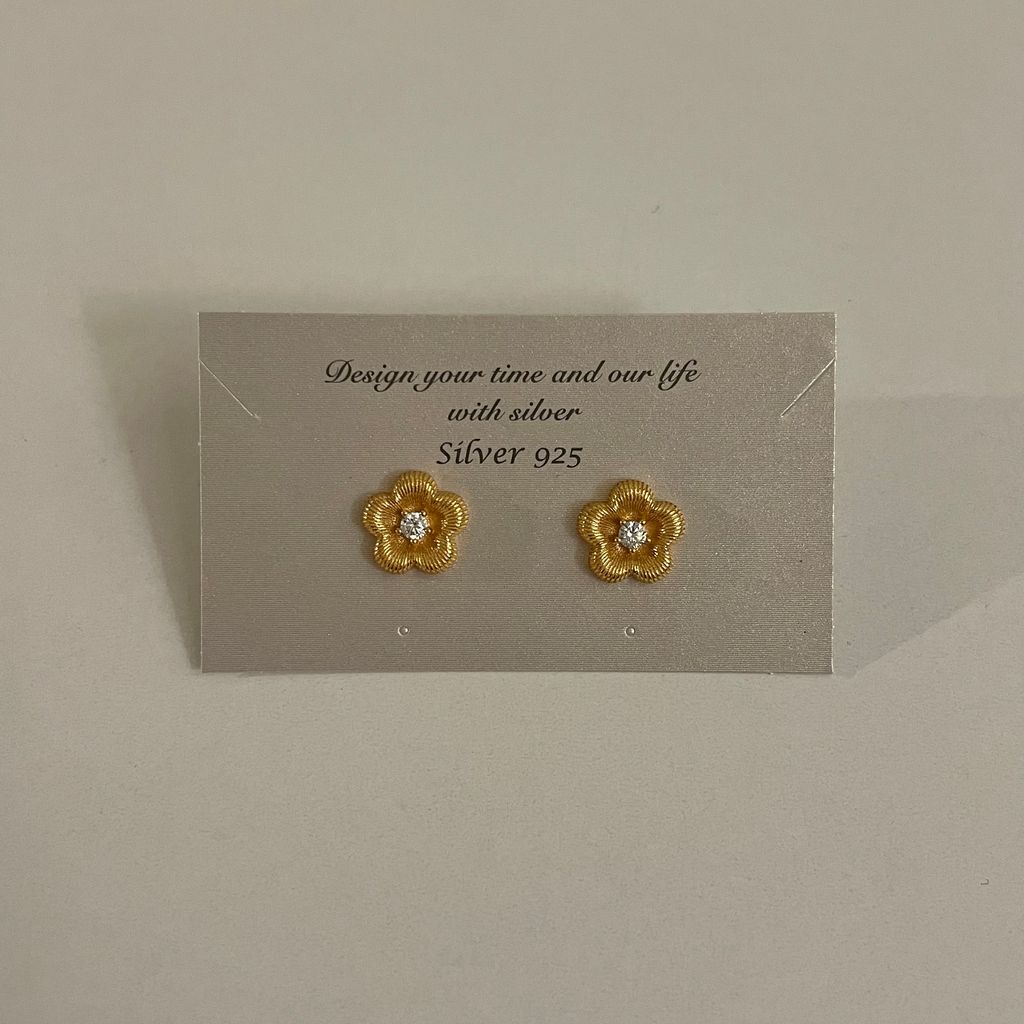 Design your time and our life
with silver
Silver 925